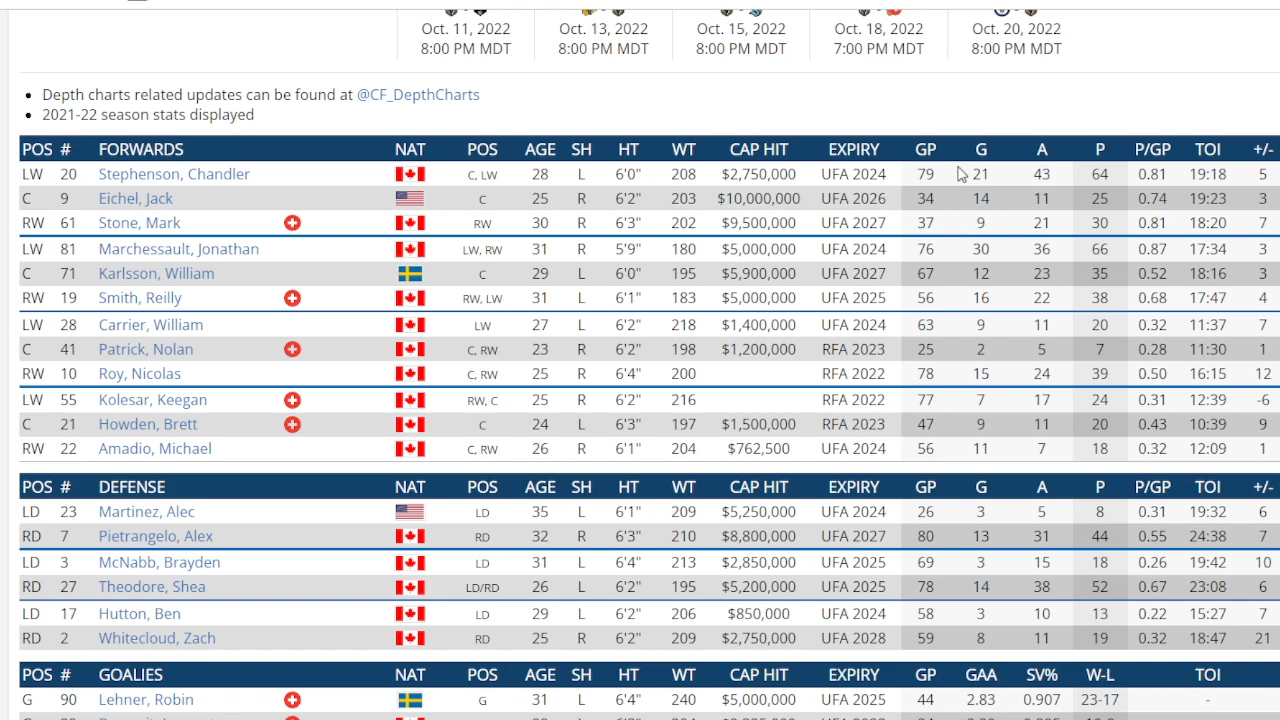 Oct. 11, 2022 Oct. 13, 2022 Oct. 15, 2022 Oct. 18, 2022 Oct. 20, 2022
8:00 PM MDT 8:00 PM MDT 8:00 PM MDT 7:00 PM MDT 8:00 PM MDT
Depth charts related updates can be found at @CF_DepthCharts
2021-22 season stats displayed
POS # FORWARDS NAT POS AGE SH HT WT CAP HIT EXPIRY GP G A P P/GP TOI +/-
LW 20 Stephenson, Chandler C, LW 28 L 6'0" 208 $2,750,000 UFA 2024 79 21 43 64 0.81 19:18 5
C 9 Eichel, Jack C 25 R 6'2" 203 $10,000,000 UFA 2026 34 14 11 25 0.74 19:23 3
RW 61 Stone, Mark RW 30 R 6'3" 202 $9,500,000 UFA 2027 37 9 21 30 0.81 18:20 7
LW 81 Marchessault, Jonathan LW, RW 31 R 5'9" 180 $5,000,000 UFA 2024 76 30 36 66 0.87 17:34 3
C 71 Karlsson, William C 29 L 6'0" 195 $5,900,000 UFA 2027 67 12 23 35 0.52 18:16 3
RW 19 Smith, Reilly RW, LW 31 L 6'1" 183 $5,000,000 UFA 2025 56 16 22 38 0.68 17:47 4
LW 28 Carrier, William LW 27 L 6'2" 218 $1,400,000 UFA 2024 63 9 11 20 0.32 11:37 7
C 41 Patrick, Nolan C, RW 23 R 6'2" 198 $1,200,000 RFA 2023 25 2 5 7 0.28 11:30 1
RW 10 Roy, Nicolas C, RW 25 R 6'4" 200 RFA 2022 78 15 24 39 0.50 16:15 12
LW 55 Kolesar, Keegan RW, C 25 R 6'2" 216 RFA 2022 77 7 17 24 0.31 12:39 -6
C 21 Howden, Brett C 24 L 6'3" 197 $1,500,000 RFA 2023 47 9 11 20 0.43 10:39 9
RW 22 Amadio, Michael C, RW 26 R 6'1" 204 $762,500 UFA 2024 56 11 7 18 0.32 12:09 1
POS # DEFENSE NAT POS AGE SH HT WT CAP HIT EXPIRY GP G A P P/GP TOI +/-
LD 23 Martinez, Alec LD 35 L 6'1" 209 $5,250,000 UFA 2024 26 3 5 8 0.31 19:32 6
RD 7 Pietrangelo, Alex RD 32 R 6'3" 210 $8,800,000 UFA 2027 80 13 31 44 0.55 24:38 7
LD 3 McNabb, Brayden LD 31 L 6'4" 213 $2,850,000 UFA 2025 69 3 15 18 0.26 19:42 10
RD 27 Theodore, Shea LD/RD 26 L 6'2" 195 $5,200,000 UFA 2025 78 14 38 52 0.67 23:08 6
LD 17 Hutton, Ben LD 29 L 6'2" 206 $850,000 UFA 2024 58 3 10 13 0.22 15:27 7
RD 2 Whitecloud, Zach RD 25 R 6'2" 209 $2,750,000 UFA 2028 59 8 11 19 0.32 18:47 21
POS # GOALIES NAT POS AGE SH HT WT CAP HIT EXPIRY GP GAA SV% W-L TOI
G 90 Lehner, Robin G 31 L 6'4" 240 $5,000,000 UFA 2025 44 2.83 0.907 23-17 -